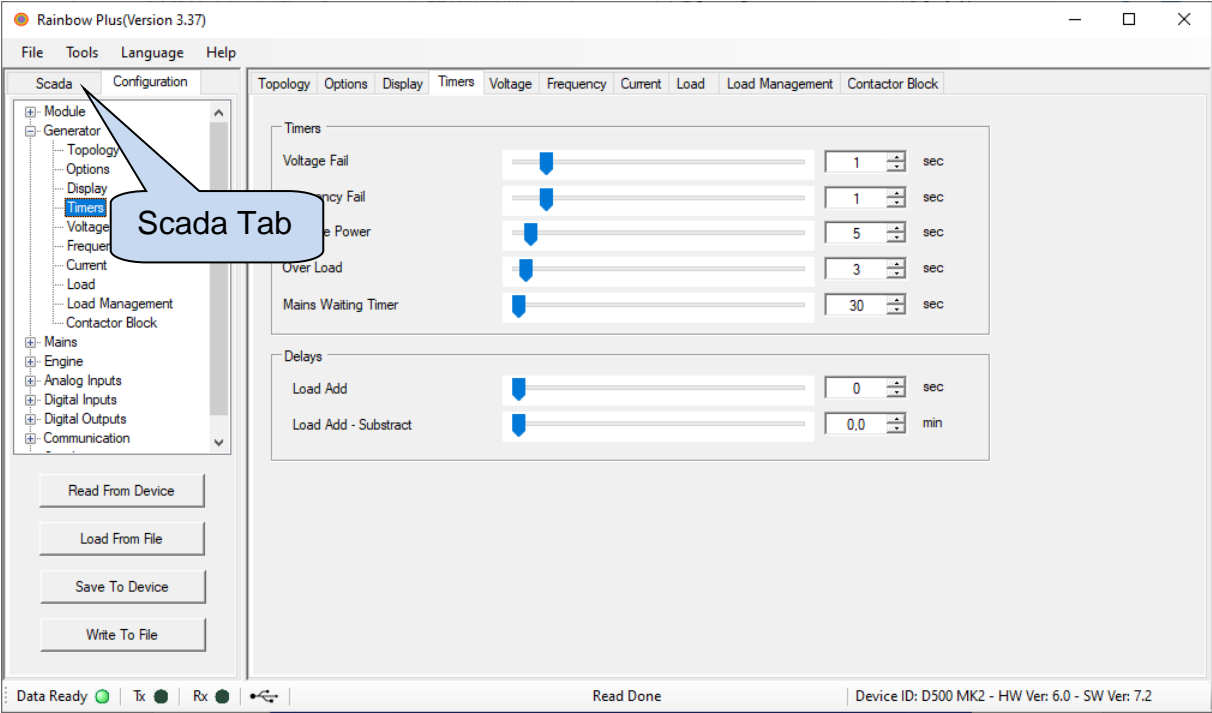 Rainbow Plus(Version 3.37)
File Tools Language Help
Scada Configuration
Topology Options Display Timers Voltage Frequency Current Load Load Management Contactor Block
Module
Generator
Topology
Options
Display
Timers
Voltage
Current
Load
Load Management
Contactor Block
Mains
Engine
Analog Inputs
Digital Inputs
Digital Outputs
Communication
Scada Tab
Read From Device
Load From File
Save To Device
Write To File
Timers
Voltage Fail 1 sec
Fail 1 sec
Power 5 sec
Over Load 3 sec
Mains Waiting Timer 30 sec
Delays
Load Add 0 sec
Load Add - Substract 0,0 min
Data Ready Tx Rx Read Done Device ID: D500 MK2 - HW Ver: 6.0 - SW Ver: 7.2